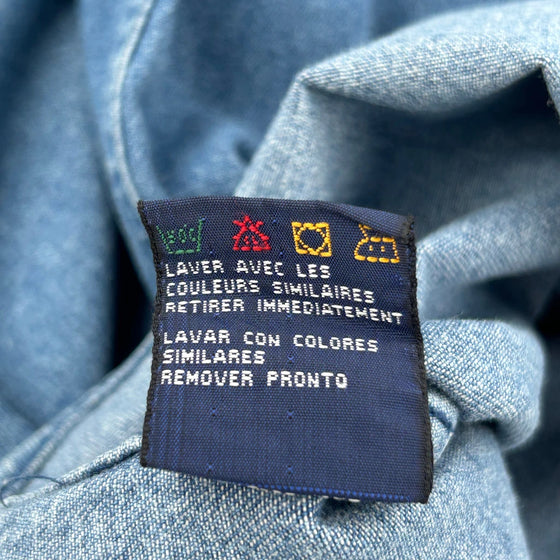 LAVER AVEC LES
COULEURS SIMILAIRES
RETIRER IMMEDIATEMENT
LAVAR CON COLORES
SIMILARES
REMOVER PRONTO